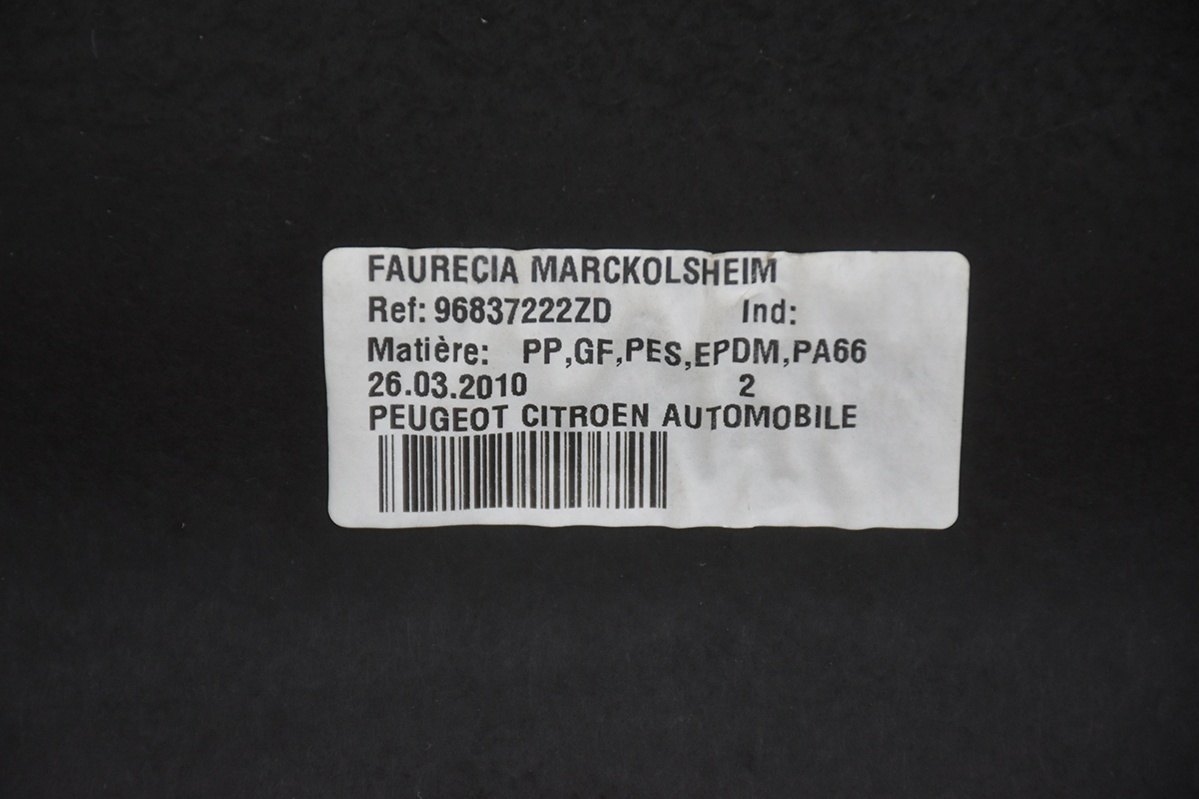 FAURECIA MARCKOLSHEIM
Ref: 96837222ZD Ind:
Matière: PP,GF,PES,EPDM,PA66
26.03.2010 2
PEUGEOT CITROEN AUTOMOBILE